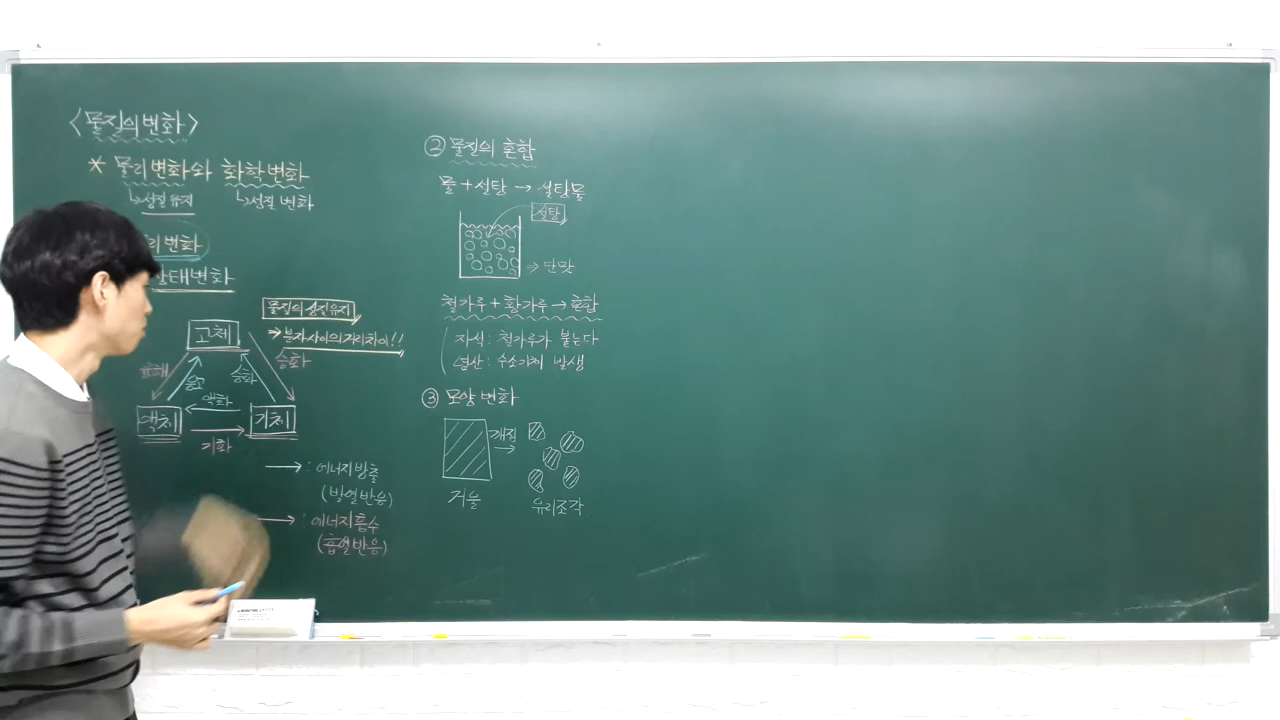 <물질의 변화>
* 물리변화와 화학변화
↳성질 유지 ↳성질 변화
리변화
상태변화
물질의 성질유지
⇒ 분자사이의 거리차이!!
고체
승화
융해
응고
승화
액화
액체
기체
기화
→ : 에너지방출
(발열반응)
→ : 에너지흡수
(흡열반응)
② 물질의 혼합
물 + 설탕 → 설탕물
설탕
→ 단맛
철가루 + 황가루 → 혼합
자석 : 철가루가 붙는다
염산 : 수소기체 발생
③ 모양 변화
깨짐
→
거울
유리조각